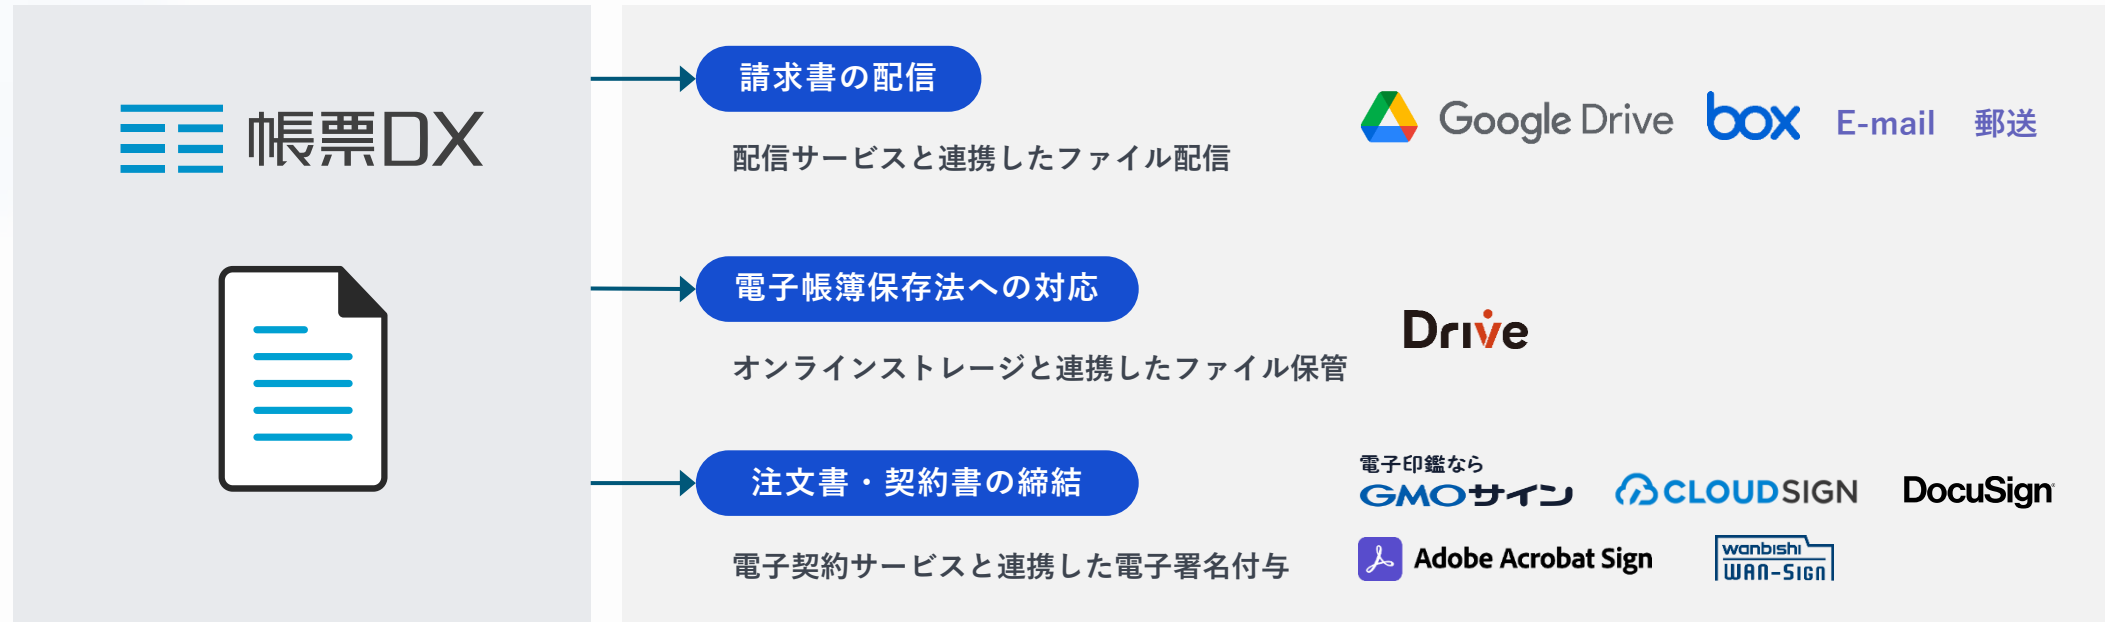 帳票DX
請求書の配信
配信サービスと連携したファイル配信
Google Drive
box
E-mail
郵送
電子帳簿保存法への対応
オンラインストレージと連携したファイル保管
Drive
注文書・契約書の締結
電子契約サービスと連携した電子署名付与
電子印鑑なら
GMOサイン
CLOUDSIGN
DocuSign
Adobe Acrobat Sign
wanbishi
WAN-SIGN